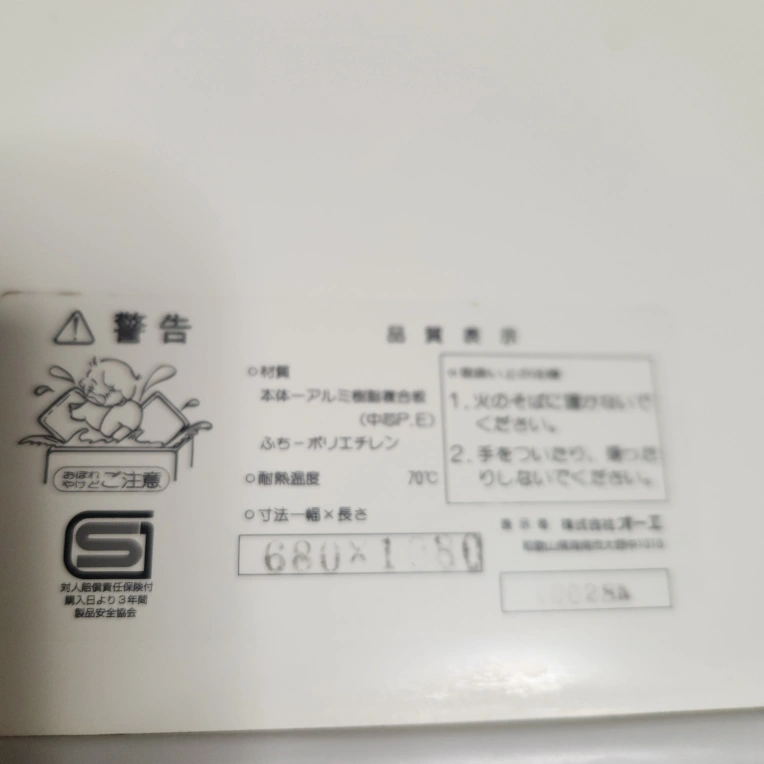 警告
おぼれ
やけど ご注意
対人賠償責任保険付
購入日より3年間
製品安全協会
品質表示
○材質
本体ーアルミ樹脂複合板
(中芯P.E)
ふちーポリエチレン
○耐熱温度 70℃
○寸法ー幅×長さ
1.火のそばに置かないで
ください。
2.手をついたり、乗った
りしないでください。
表示者 株式会社オーエ